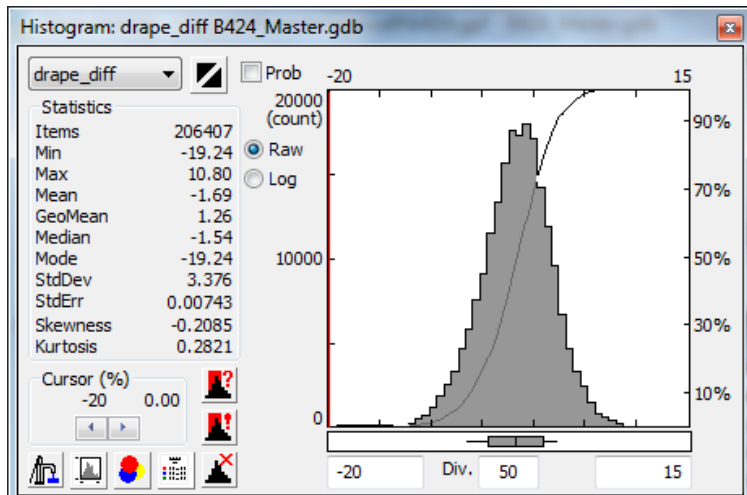 Histogram: drape_diff B424_Master.gdb
drape_diff
Prob
Statistics
Items 206407
Min -19.24
Max 10.80
Mean -1.69
GeoMean 1.26
Median -1.54
Mode -19.24
StdDev 3.376
StdErr 0.00743
Skewness -0.2085
Kurtosis 0.2821
Raw
Log
Cursor (%)
-20 0.00
-20 15
20000
(count)
10000
0
90%
70%
50%
30%
10%
-20 Div. 50 15